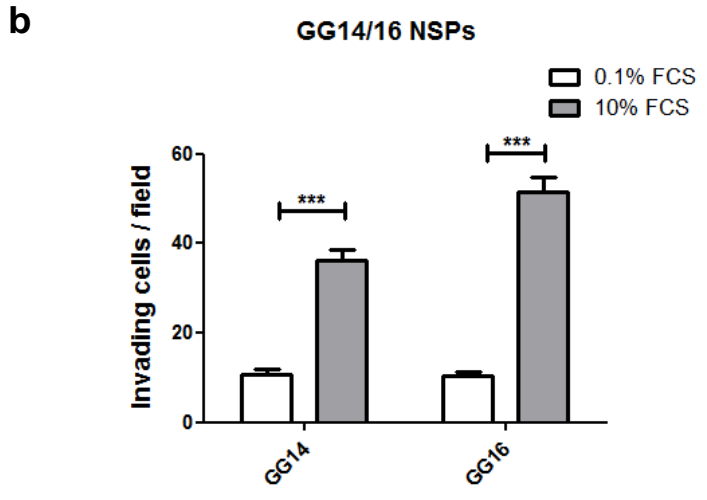 b
GG14/16 NSPs
0.1% FCS
10% FCS
Invading cells / field
60
40
20
0
***
***
GG14
GG16